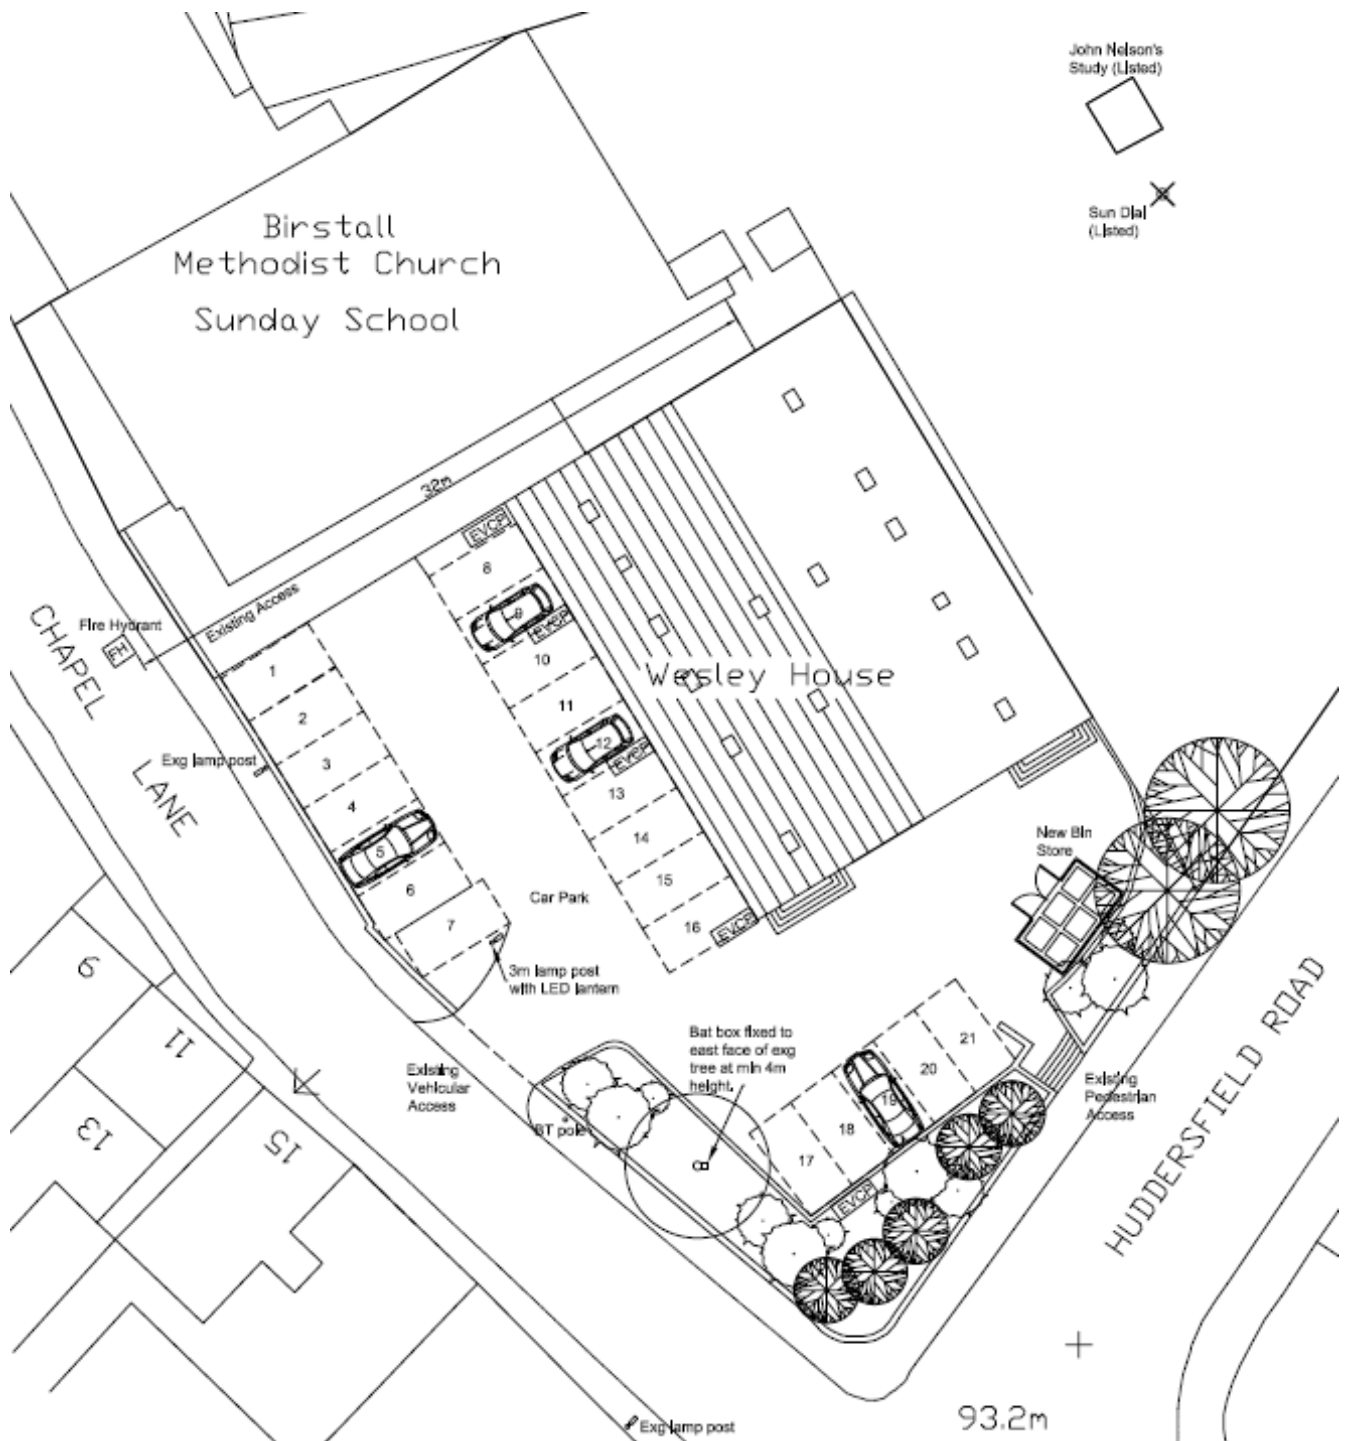 John Nelson's
Study (Listed)
Sun Dial
(Listed)
Birstall
Methodist Church
Sunday School
32m
EVCP
8
Existing Access
Fire Hydrant
FH
CHAPEL
LANE
1
2
3
4
5
6
7
9
EVCP
10
11
12
EVCP
13
14
15
16
EVCP
Wesley House
Exg lamp post
Car Park
3m lamp post
with LED lantern
New Bin
Store
9
11
13
15
Existing
Vehicular
Access
BT pole
Bat box fixed to
east face of exg
tree at min 4m
height.
17
18
19
20
21
EVCP
Existing
Pedestrian
Access
HUDDERSFIELD ROAD
93.2m
Exg lamp post